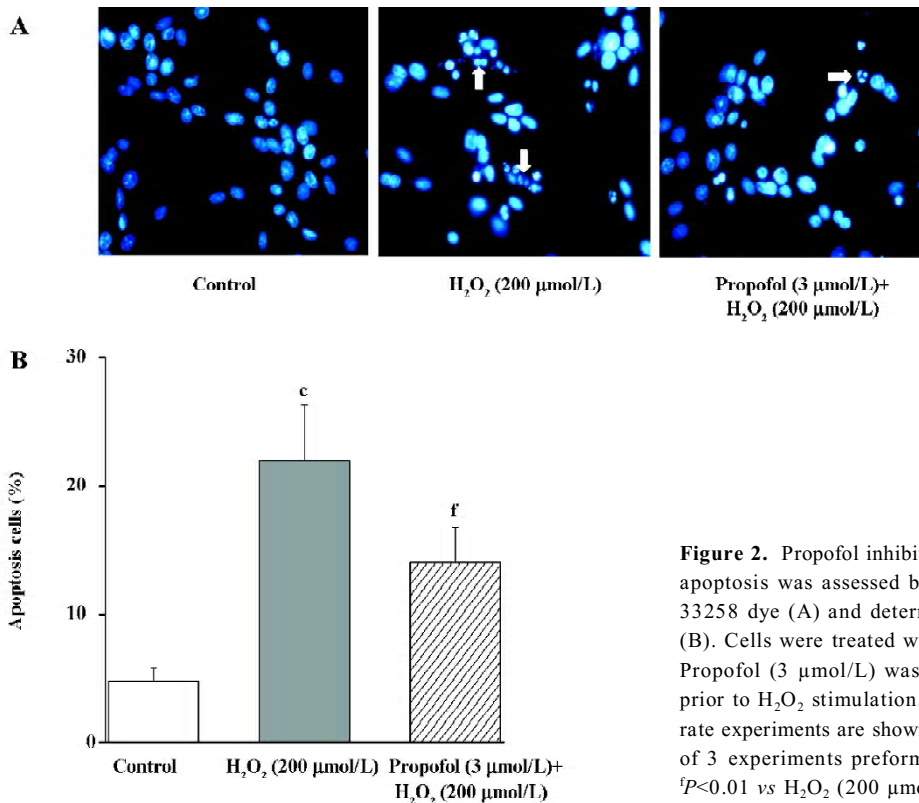 A
Control
H₂O₂ (200 μmol/L)
Propofol (3 μmol/L)+
H₂O₂ (200 μmol/L)
B
Apoptosis cells (%)
30
20
10
0
c
f
Control
H₂O₂ (200 μmol/L)
Propofol (3 μmol/L)+
H₂O₂ (200 μmol/L)
Figure 2. Propofol inhibi
apoptosis was assessed b
33258 dye (A) and deter
(B). Cells were treated w
Propofol (3 μmol/L) was
prior to H₂O₂ stimulation.
rate experiments are show
of 3 experiments prefor
ᶠP<0.01 vs H₂O₂ (200 μmo